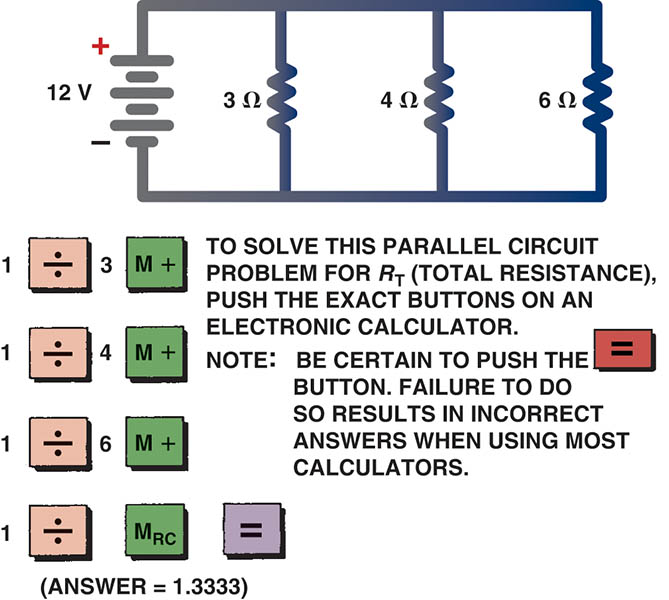 +
12 V
−
3 Ω
4 Ω
6 Ω
1 ÷ 3 M +
1 ÷ 4 M +
1 ÷ 6 M +
1 ÷ MRC =
(ANSWER = 1.3333)
TO SOLVE THIS PARALLEL CIRCUIT
PROBLEM FOR RT (TOTAL RESISTANCE),
PUSH THE EXACT BUTTONS ON AN
ELECTRONIC CALCULATOR.
NOTE: BE CERTAIN TO PUSH THE =
BUTTON. FAILURE TO DO
SO RESULTS IN INCORRECT
ANSWERS WHEN USING MOST
CALCULATORS.